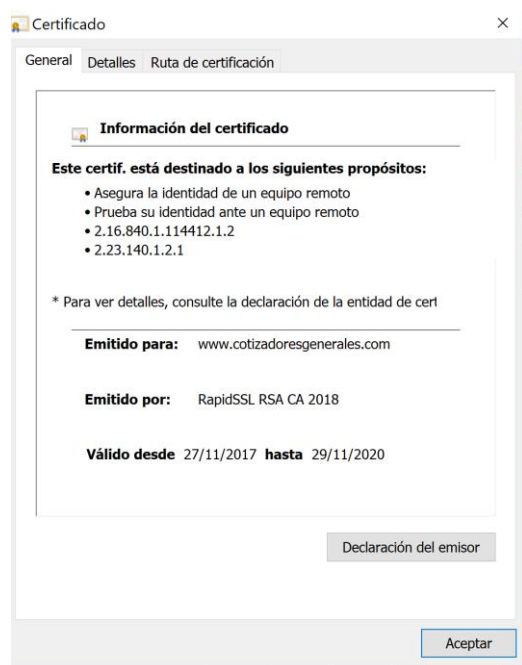 Certificado
General Detalles Ruta de certificación
Información del certificado
Este certif. está destinado a los siguientes propósitos:
• Asegura la identidad de un equipo remoto
• Prueba su identidad ante un equipo remoto
• 2.16.840.1.114412.1.2
• 2.23.140.1.2.1
* Para ver detalles, consulte la declaración de la entidad de cert
Emitido para: www.cotizadoresgenerales.com
Emitido por: RapidSSL RSA CA 2018
Válido desde 27/11/2017 hasta 29/11/2020
Declaración del emisor
Aceptar